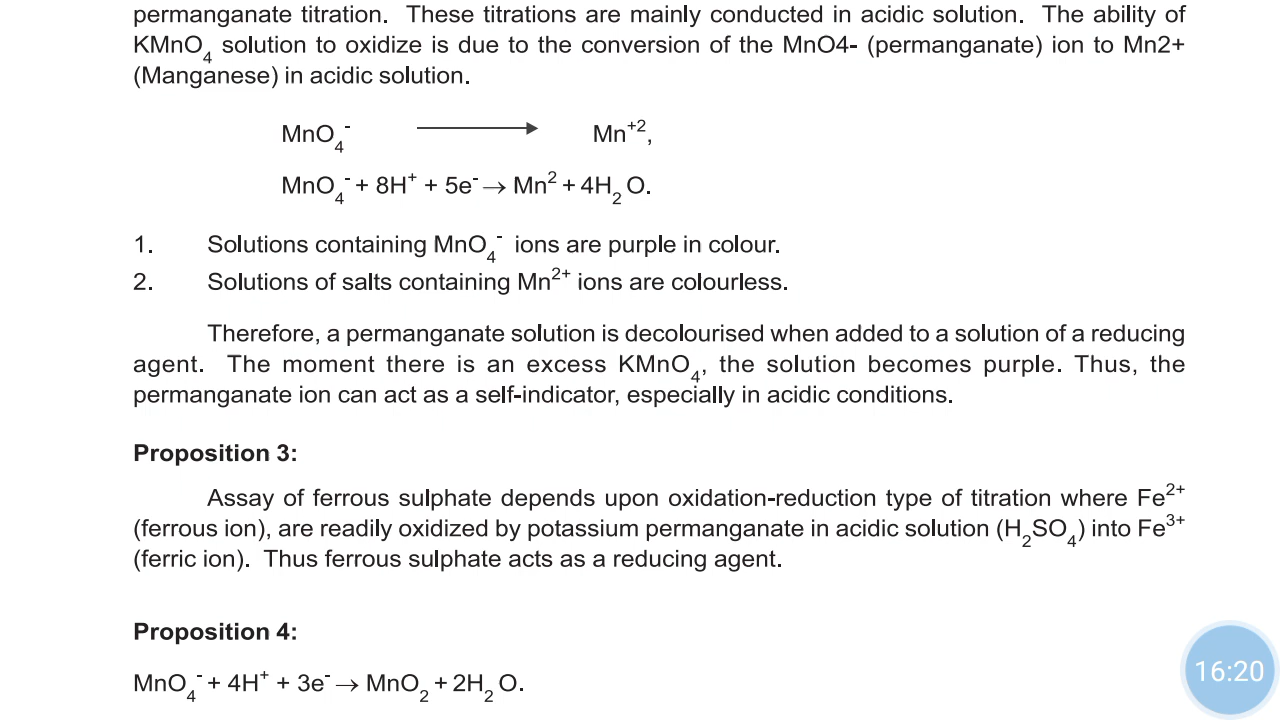 permanganate titration. These titrations are mainly conducted in acidic solution. The ability of
KMnO₄ solution to oxidize is due to the conversion of the MnO4- (permanganate) ion to Mn2+
(Manganese) in acidic solution.
MnO₄⁻ ⟶ Mn⁺²,
MnO₄⁻ + 8H⁺ + 5e⁻ → Mn² + 4H₂O.
1. Solutions containing MnO₄⁻ ions are purple in colour.
2. Solutions of salts containing Mn²⁺ ions are colourless.
Therefore, a permanganate solution is decolourised when added to a solution of a reducing
agent. The moment there is an excess KMnO₄, the solution becomes purple. Thus, the
permanganate ion can act as a self-indicator, especially in acidic conditions.
Proposition 3:
Assay of ferrous sulphate depends upon oxidation-reduction type of titration where Fe²⁺
(ferrous ion), are readily oxidized by potassium permanganate in acidic solution (H₂SO₄) into Fe³⁺
(ferric ion). Thus ferrous sulphate acts as a reducing agent.
Proposition 4:
MnO₄⁻ + 4H⁺ + 3e⁻ → MnO₂ + 2H₂O.
16:20